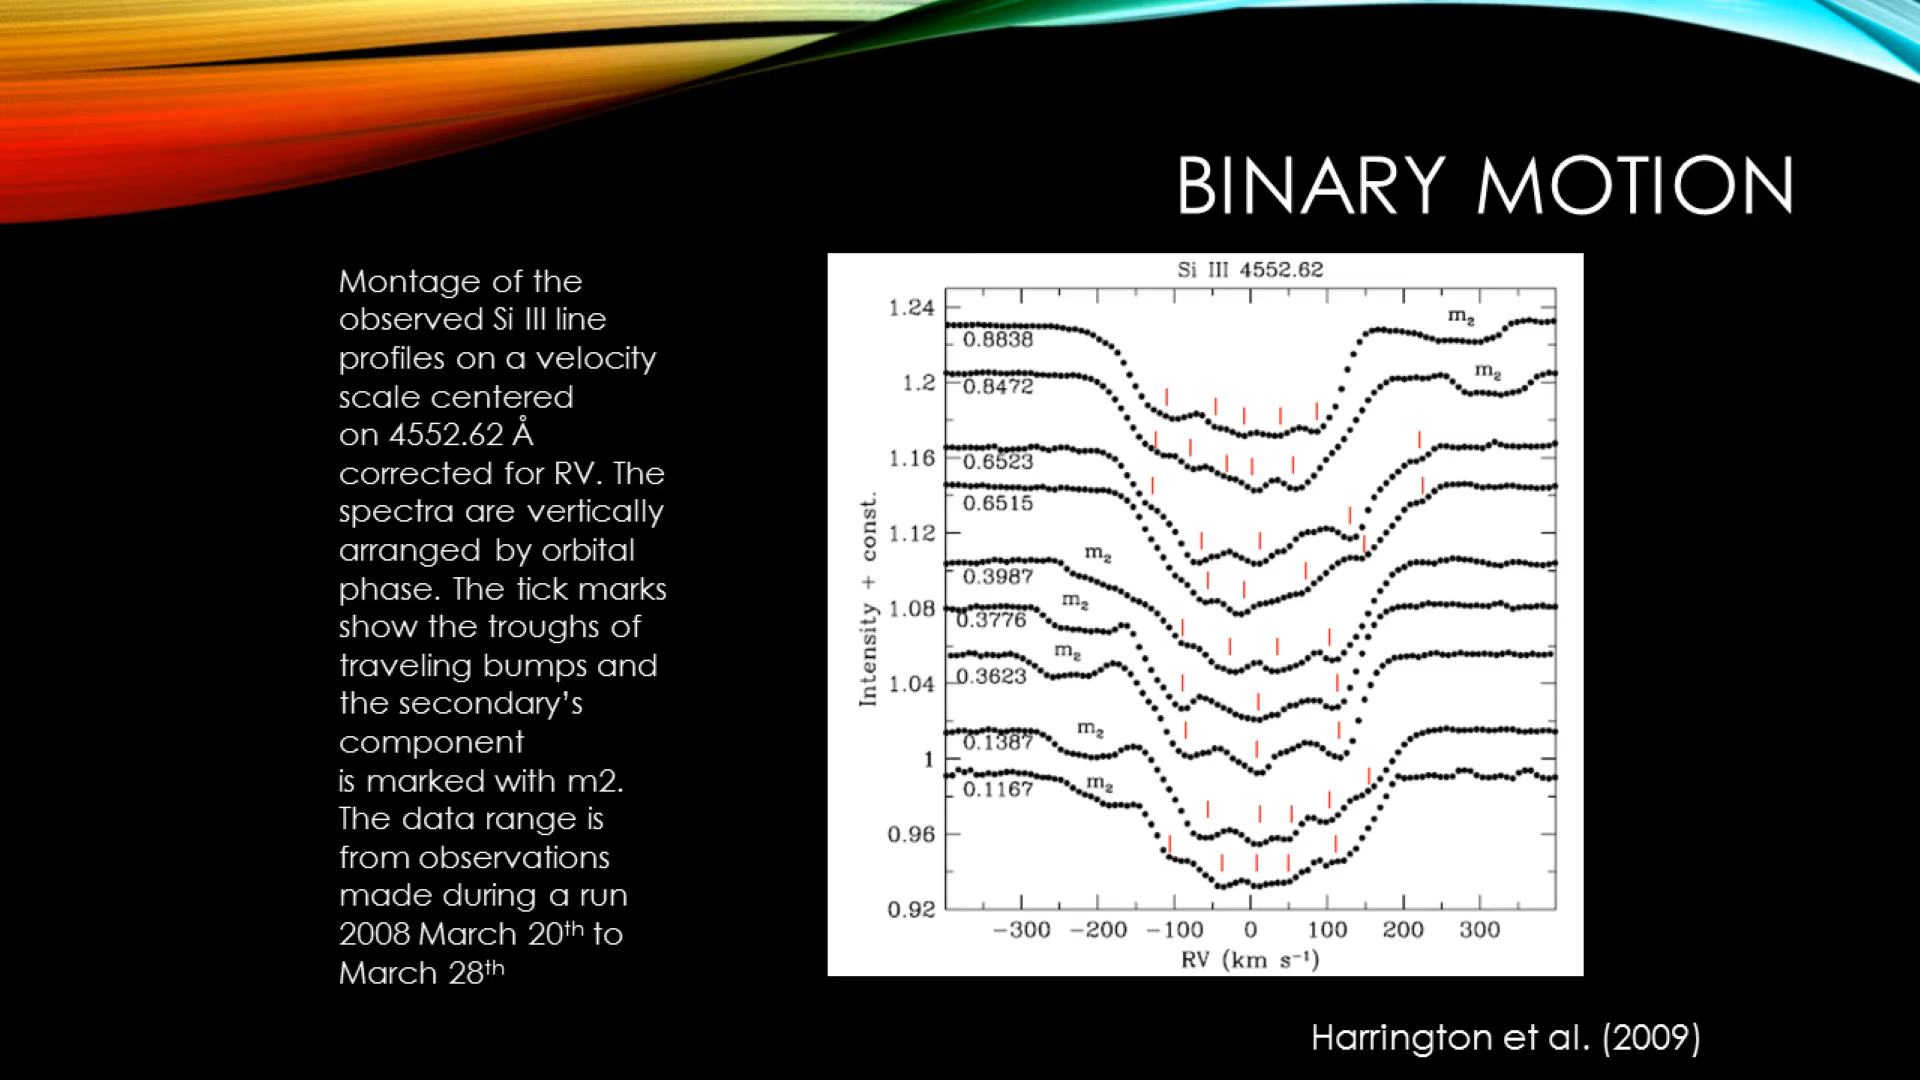 BINARY MOTION
Montage of the
observed Si III line
profiles on a velocity
scale centered
on 4552.62 Å
corrected for RV. The
spectra are vertically
arranged by orbital
phase. The tick marks
show the troughs of
traveling bumps and
the secondary’s
component
is marked with m2.
The data range is
from observations
made during a run
2008 March 20th to
March 28th
Si III 4552.62
1.24
1.2
1.16
1.12
1.08
1.04
1
0.96
0.92
Intensity + const.
0.8838
m₂
0.8472
m₂
0.6523
0.6515
m₂
0.3987
m₂
0.3776
m₂
0.3623
m₂
0.1387
m₂
0.1167
−300 −200 −100 0 100 200 300
RV (km s⁻¹)
Harrington et al. (2009)